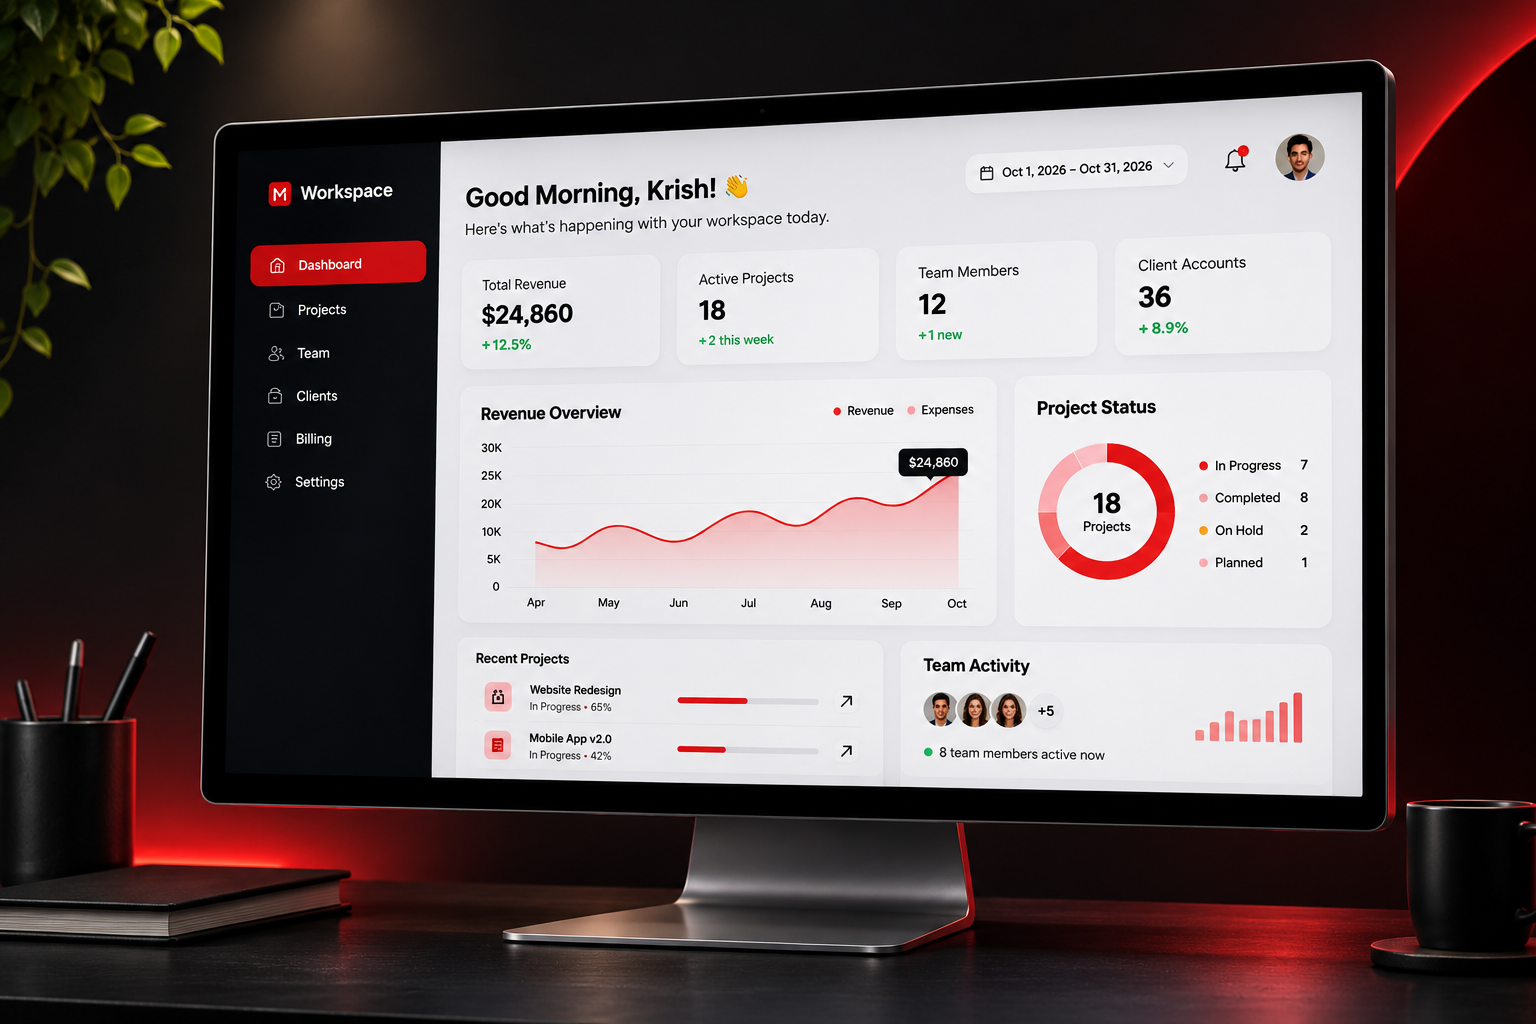 M Workspace
Dashboard
Projects
Team
Clients
Billing
Settings
Good Morning, Krish! 👋
Here's what's happening with your workspace today.
Oct 1, 2026 – Oct 31, 2026
Total Revenue
$24,860
+12.5%
Active Projects
18
+2 this week
Team Members
12
+1 new
Client Accounts
36
+ 8.9%
Revenue Overview
Revenue
Expenses
30K
25K
20K
10K
5K
0
$24,860
Apr May Jun Jul Aug Sep Oct
Project Status
18
Projects
In Progress 7
Completed 8
On Hold 2
Planned 1
Recent Projects
Website Redesign
In Progress • 65%
Mobile App v2.0
In Progress • 42%
Team Activity
+5
8 team members active now